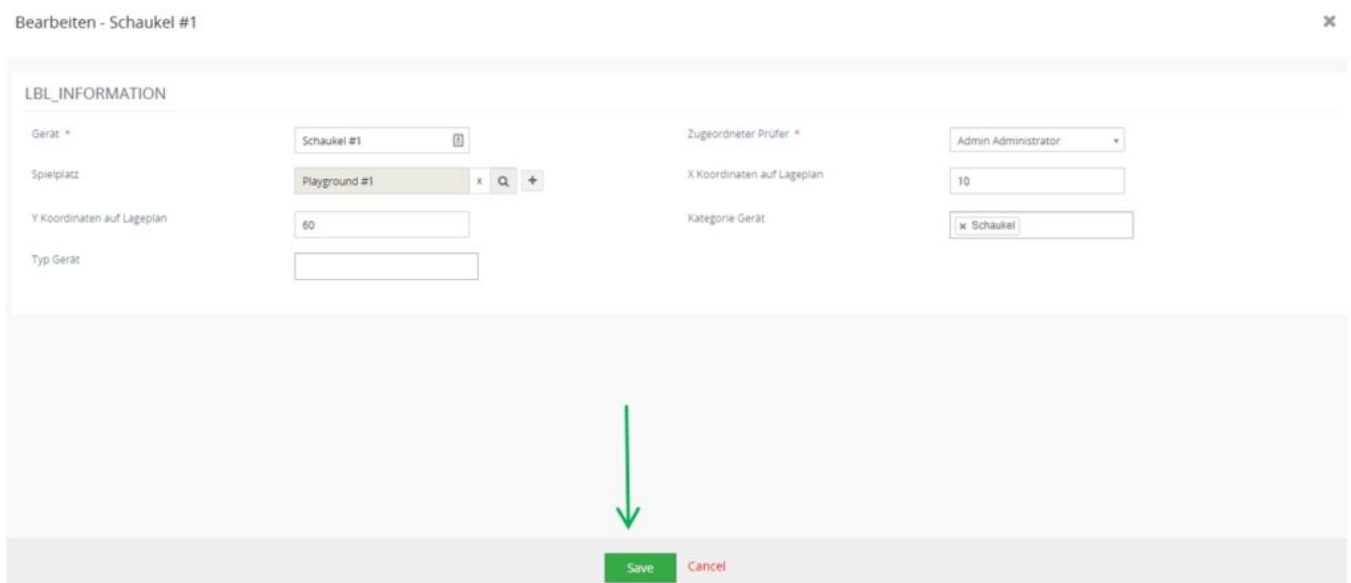 Bearbeiten - Schaukel #1
LBL_INFORMATION
Gerät * Schaukel #1 Zugeordneter Prüfer * Admin Administrator
Spielplatz Playground #1 x X Koordinaten auf Lageplan 10
Y Koordinaten auf Lageplan 60 Kategorie Gerät x Schaukel
Typ Gerät
Save Cancel